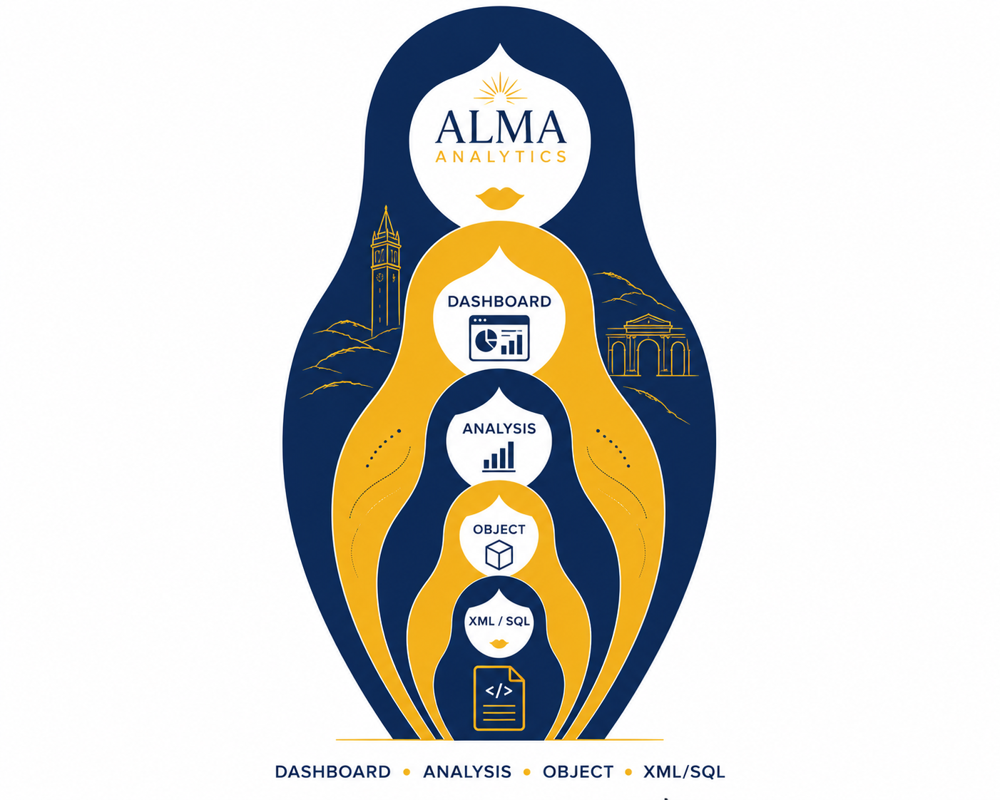 ALMA
ANALYTICS
DASHBOARD
ANALYSIS
OBJECT
XML / SQL
</>
DASHBOARD • ANALYSIS • OBJECT • XML/SQL